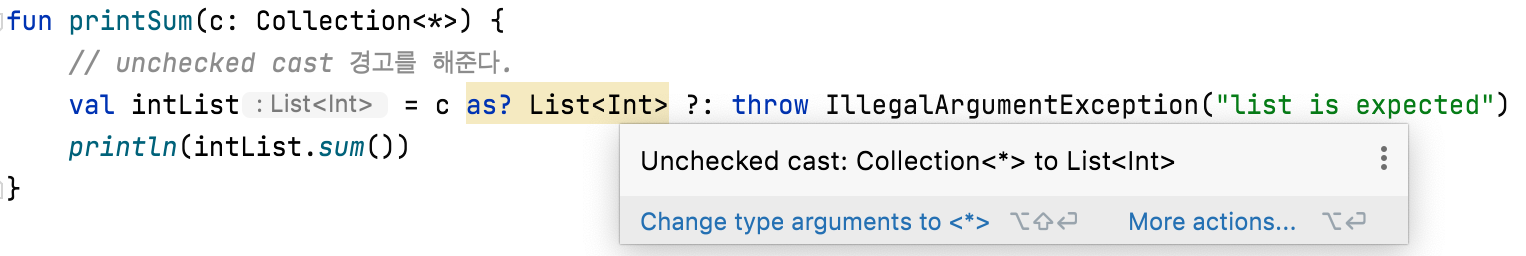 fun printSum(c: Collection<*>) {
// unchecked cast 경고를 해준다.
val intList : List<Int> = c as? List<Int> ?: throw IllegalArgumentException("list is expected")
println(intList.sum())
}
Unchecked cast: Collection<*> to List<Int>
Change type arguments to <*> ⌥⇧⏎ More actions... ⌥⏎